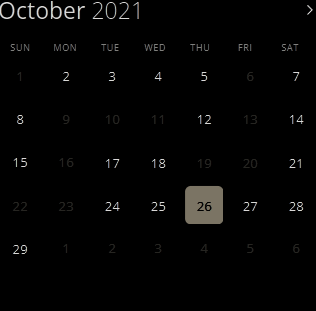 October 2021
SUN MON TUE WED THU FRI SAT
1 2 3 4 5 6 7
8 9 10 11 12 13 14
15 16 17 18 19 20 21
22 23 24 25 26 27 28
29 1 2 3 4 5 6